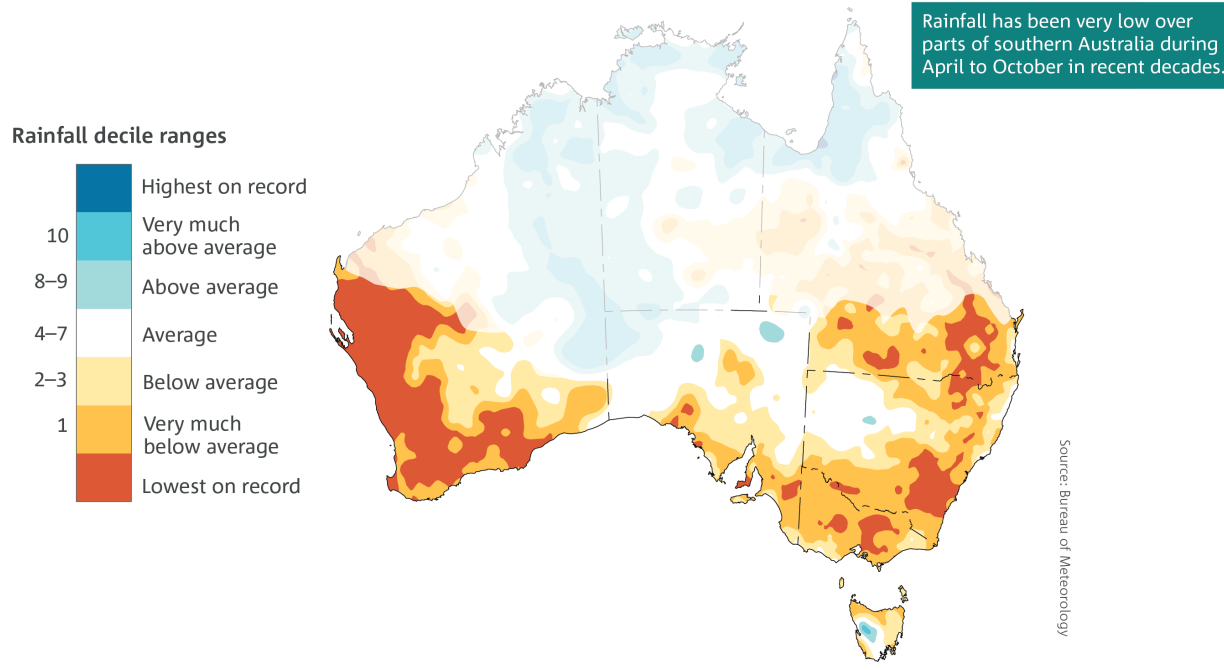 Rainfall has been very low over
parts of southern Australia during
April to October in recent decades.
Rainfall decile ranges
Highest on record
10
Very much
above average
8–9
Above average
4–7
Average
2–3
Below average
1
Very much
below average
Lowest on record
Source: Bureau of Meteorology